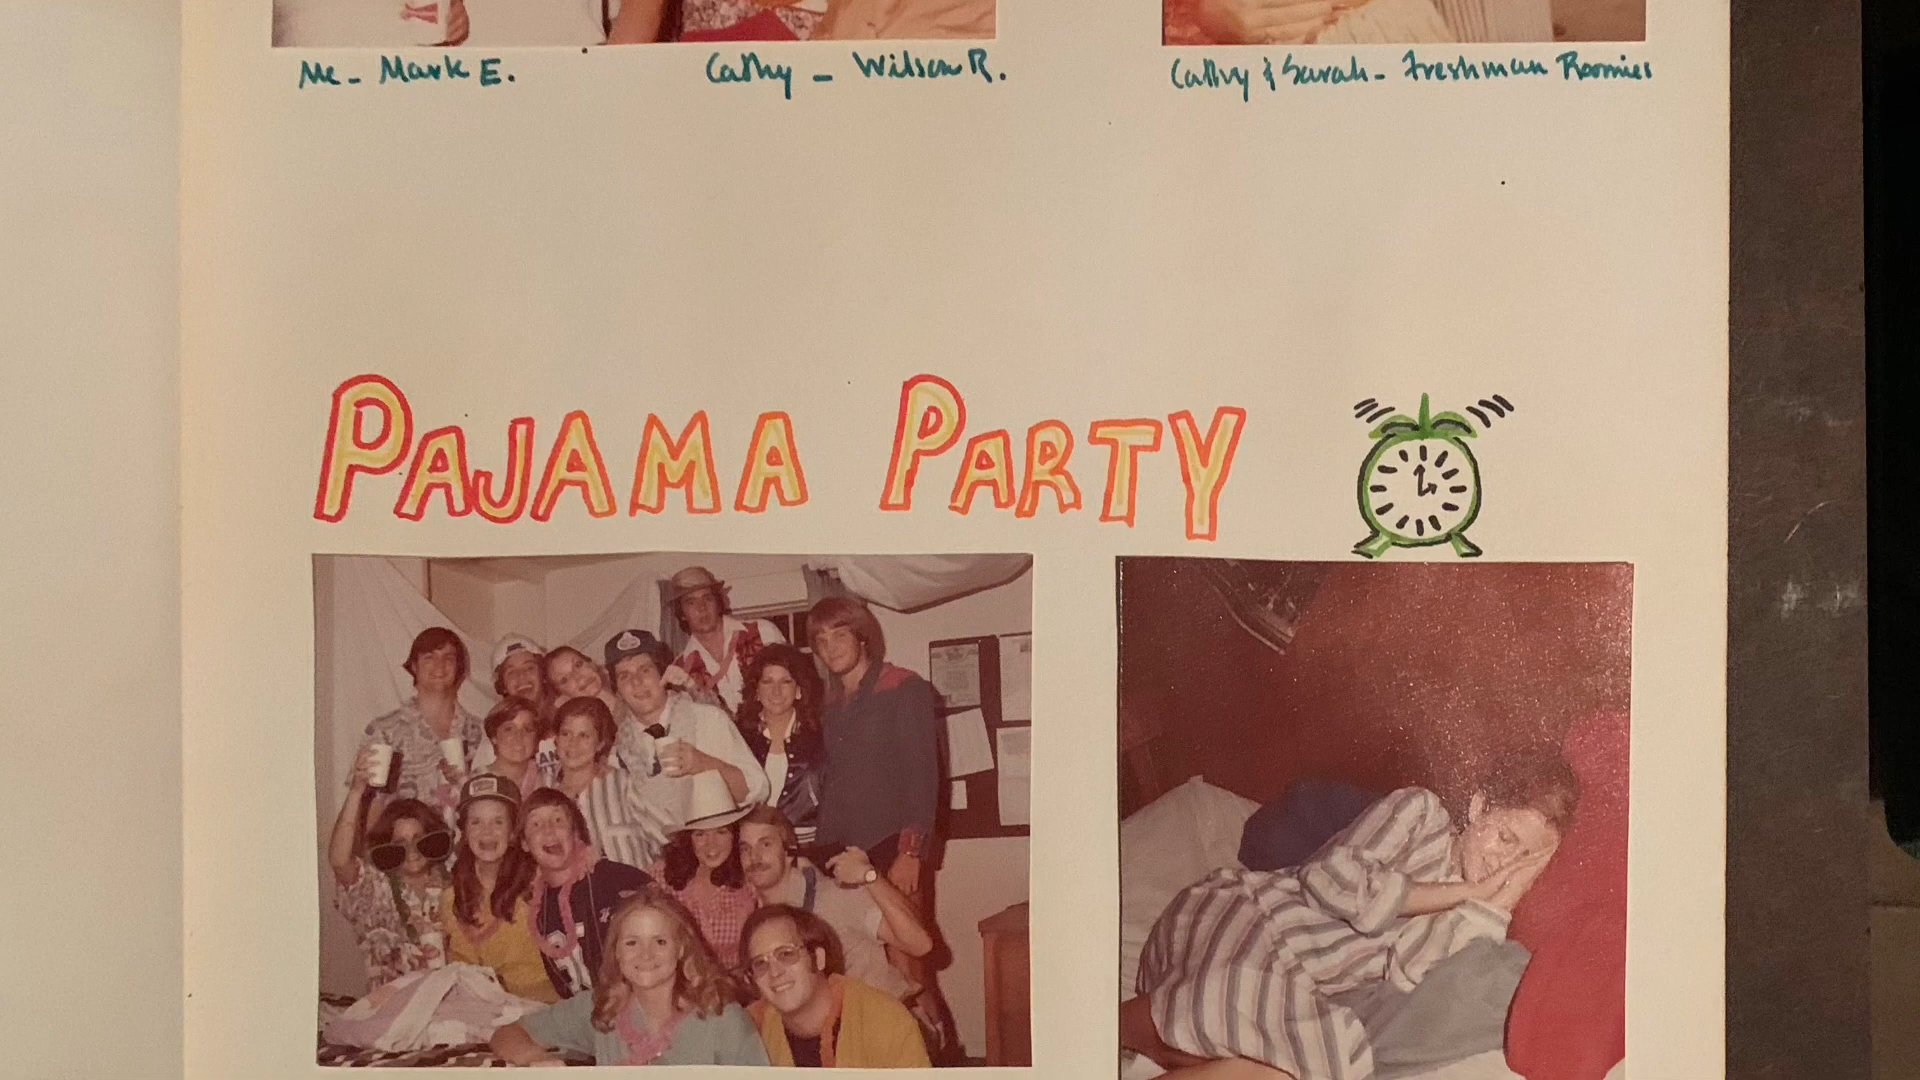 Me - Mark E.
Cathy - Wilson R.
Cathy & Sarah - Freshman Roomies
PAJAMA PARTY